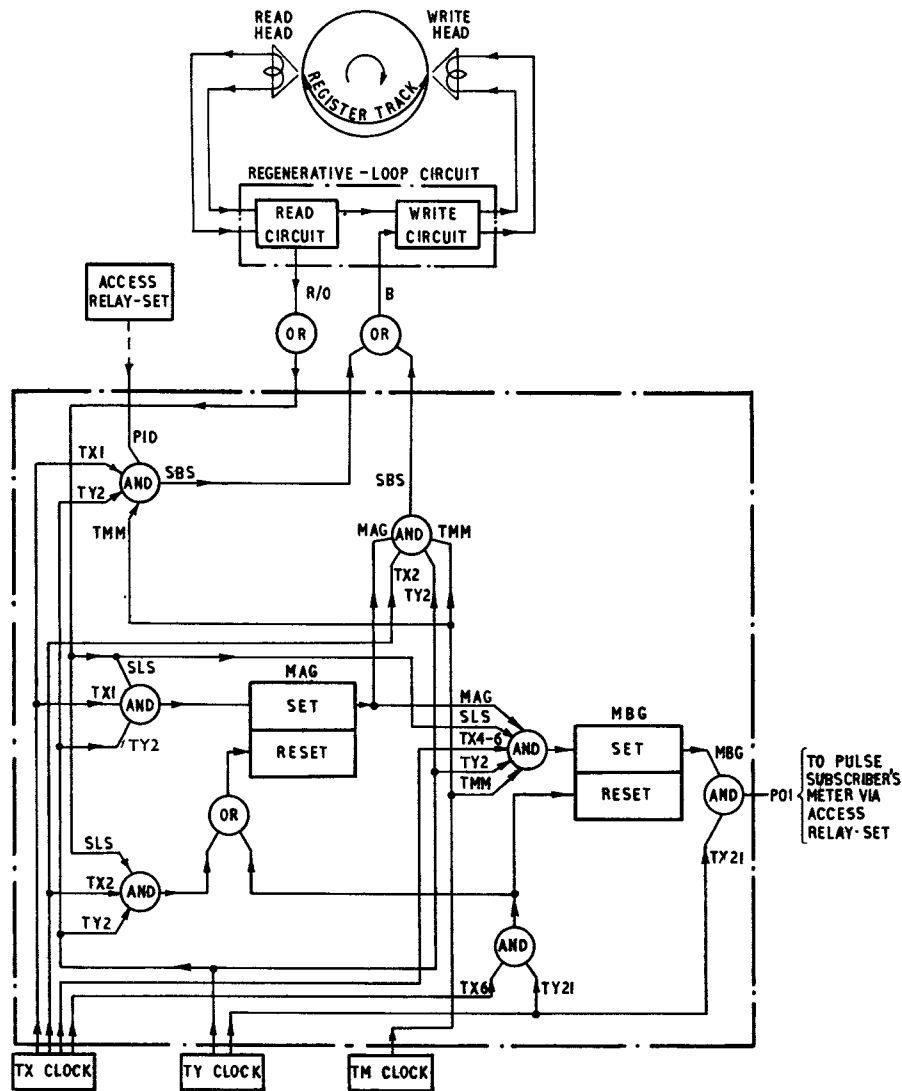 READ
HEAD
WRITE
HEAD
REGISTER TRACK
REGENERATIVE-LOOP CIRCUIT
READ
CIRCUIT
WRITE
CIRCUIT
ACCESS
RELAY-SET
R/O
B
OR
OR
PID
TX1
AND
SBS
TY2
TMM
SBS
MAG
AND
TMM
TX2
TY2
SLS
MAG
TX1
AND
SET
TY2
RESET
MAG
SLS
TX4-6
AND
TY2
TMM
MBG
SET
RESET
MBG
AND
PO1
TO PULSE
SUBSCRIBER'S
METER VIA
ACCESS
RELAY-SET
TX21
OR
SLS
TX2
AND
TY2
AND
TX6
TY21
TX CLOCK
TY CLOCK
TM CLOCK